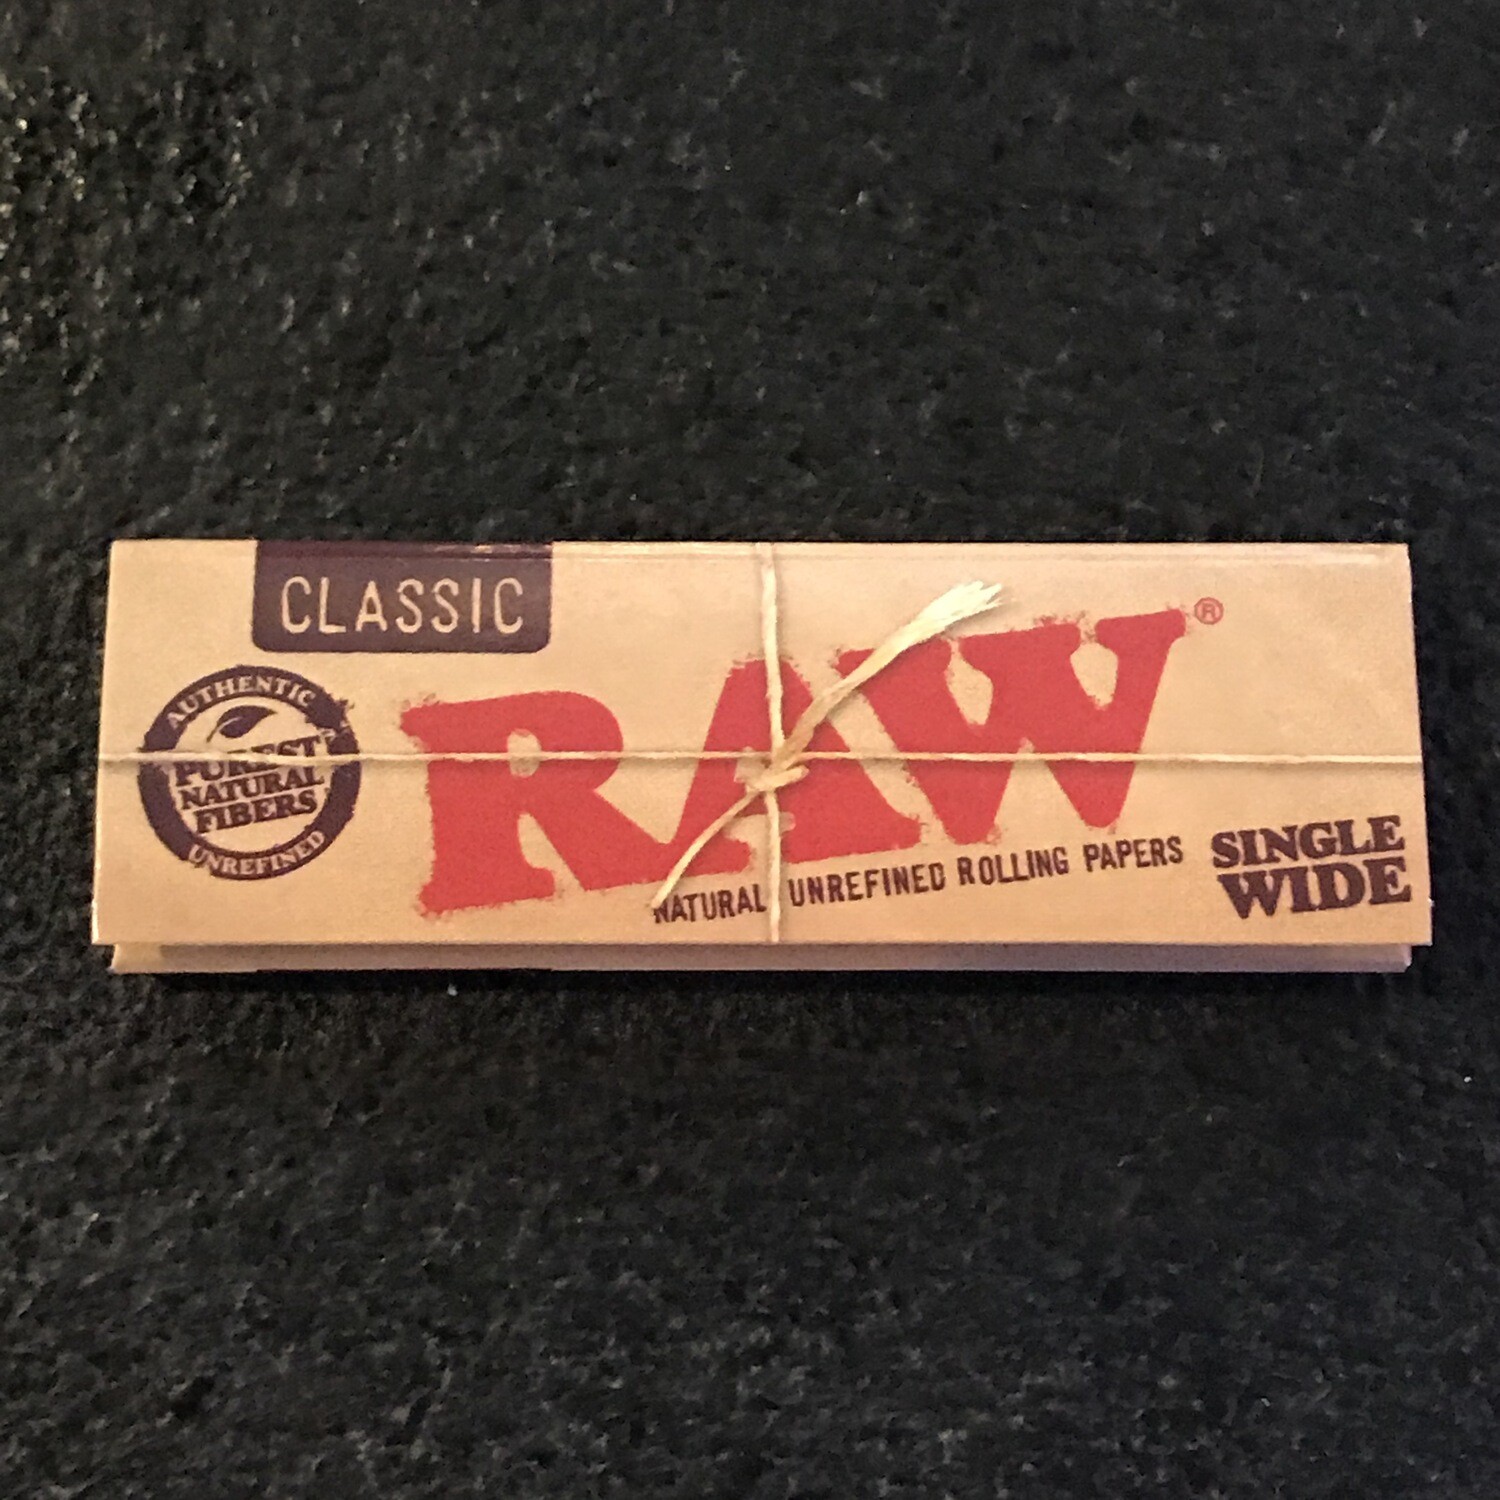 CLASSIC
AUTHENTIC
PUREST
NATURAL
FIBERS
UNREFINED
RAW®
NATURAL UNREFINED ROLLING PAPERS
SINGLE
WIDE